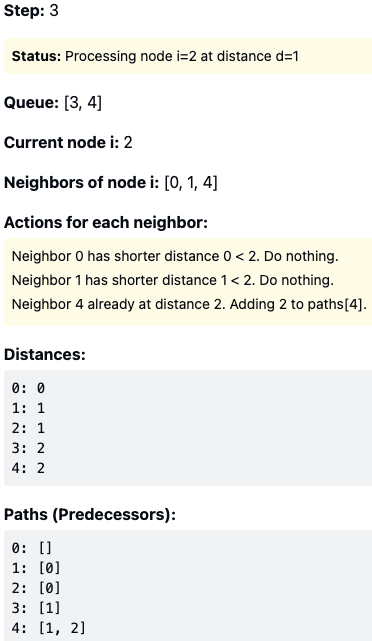 Step: 3
Status: Processing node i=2 at distance d=1
Queue: [3, 4]
Current node i: 2
Neighbors of node i: [0, 1, 4]
Actions for each neighbor:
Neighbor 0 has shorter distance 0 < 2. Do nothing.
Neighbor 1 has shorter distance 1 < 2. Do nothing.
Neighbor 4 already at distance 2. Adding 2 to paths[4].
Distances:
0: 0
1: 1
2: 1
3: 2
4: 2
Paths (Predecessors):
0: []
1: [0]
2: [0]
3: [1]
4: [1, 2]